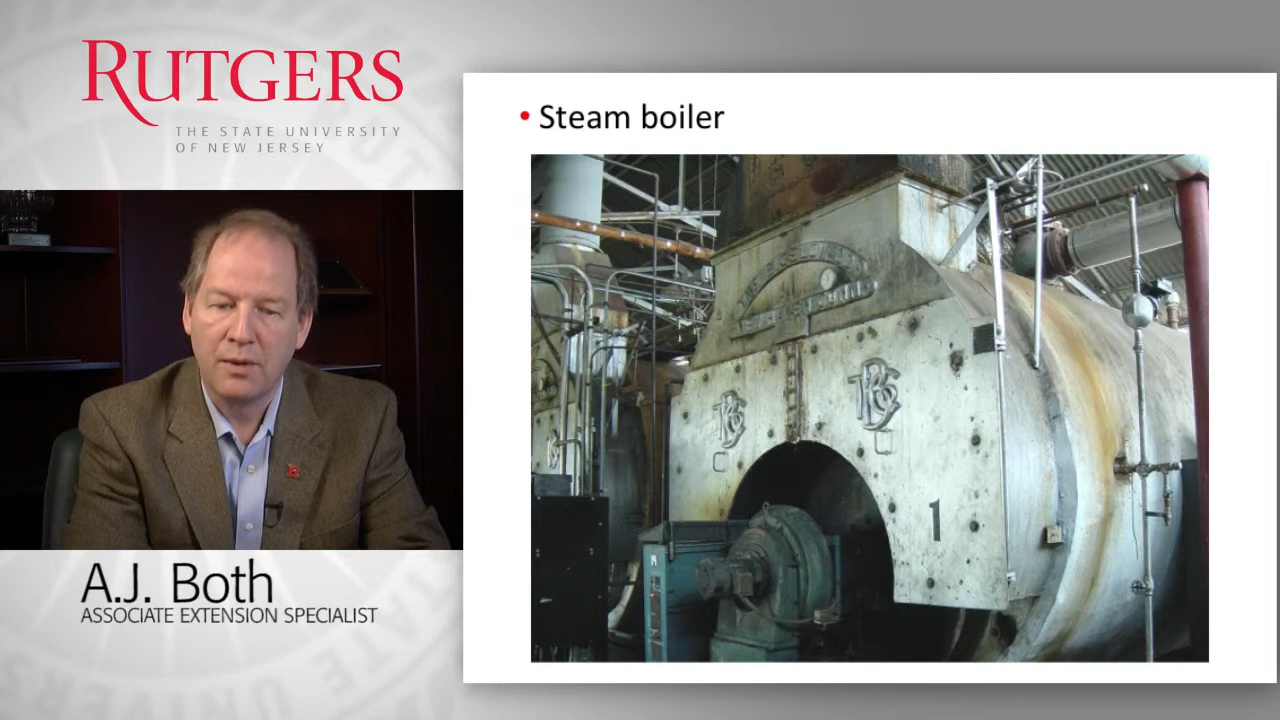 RUTGERS
THE STATE UNIVERSITY
OF NEW JERSEY
A.J. Both
ASSOCIATE EXTENSION SPECIALIST
• Steam boiler
1